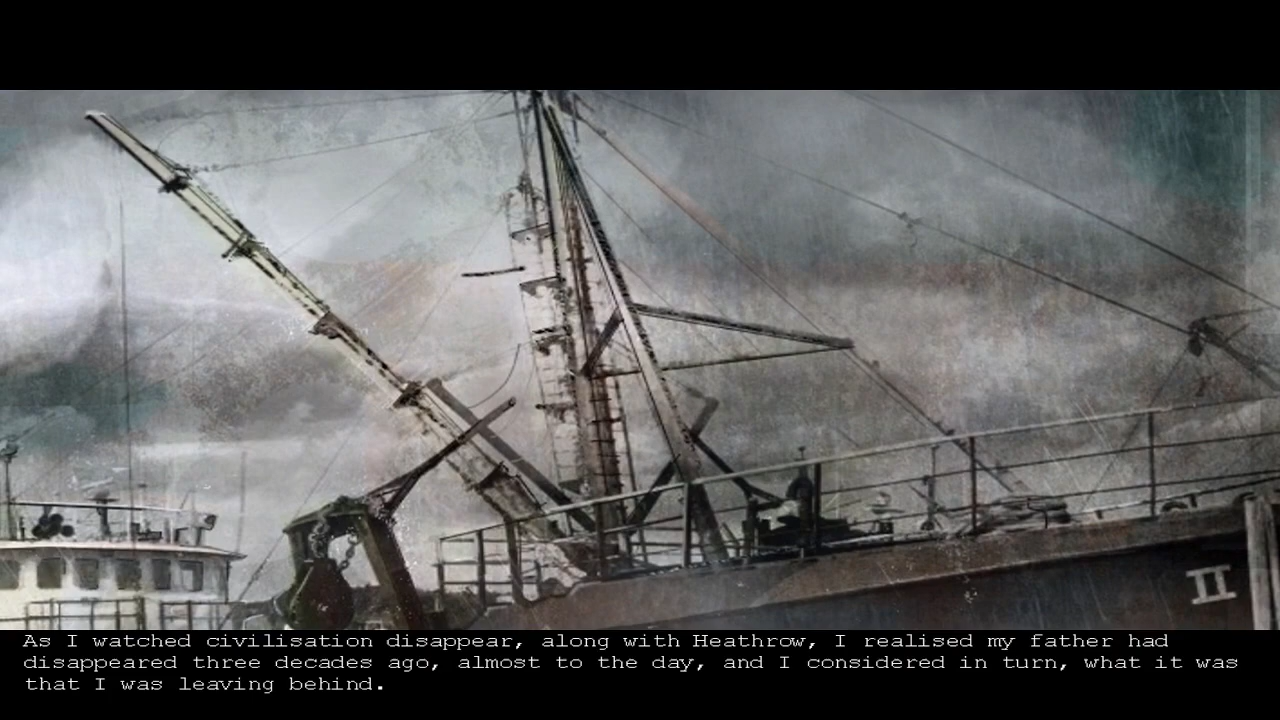 II
As I watched civilisation disappear, along with Heathrow, I realised my father had
disappeared three decades ago, almost to the day, and I considered in turn, what it was
that I was leaving behind.